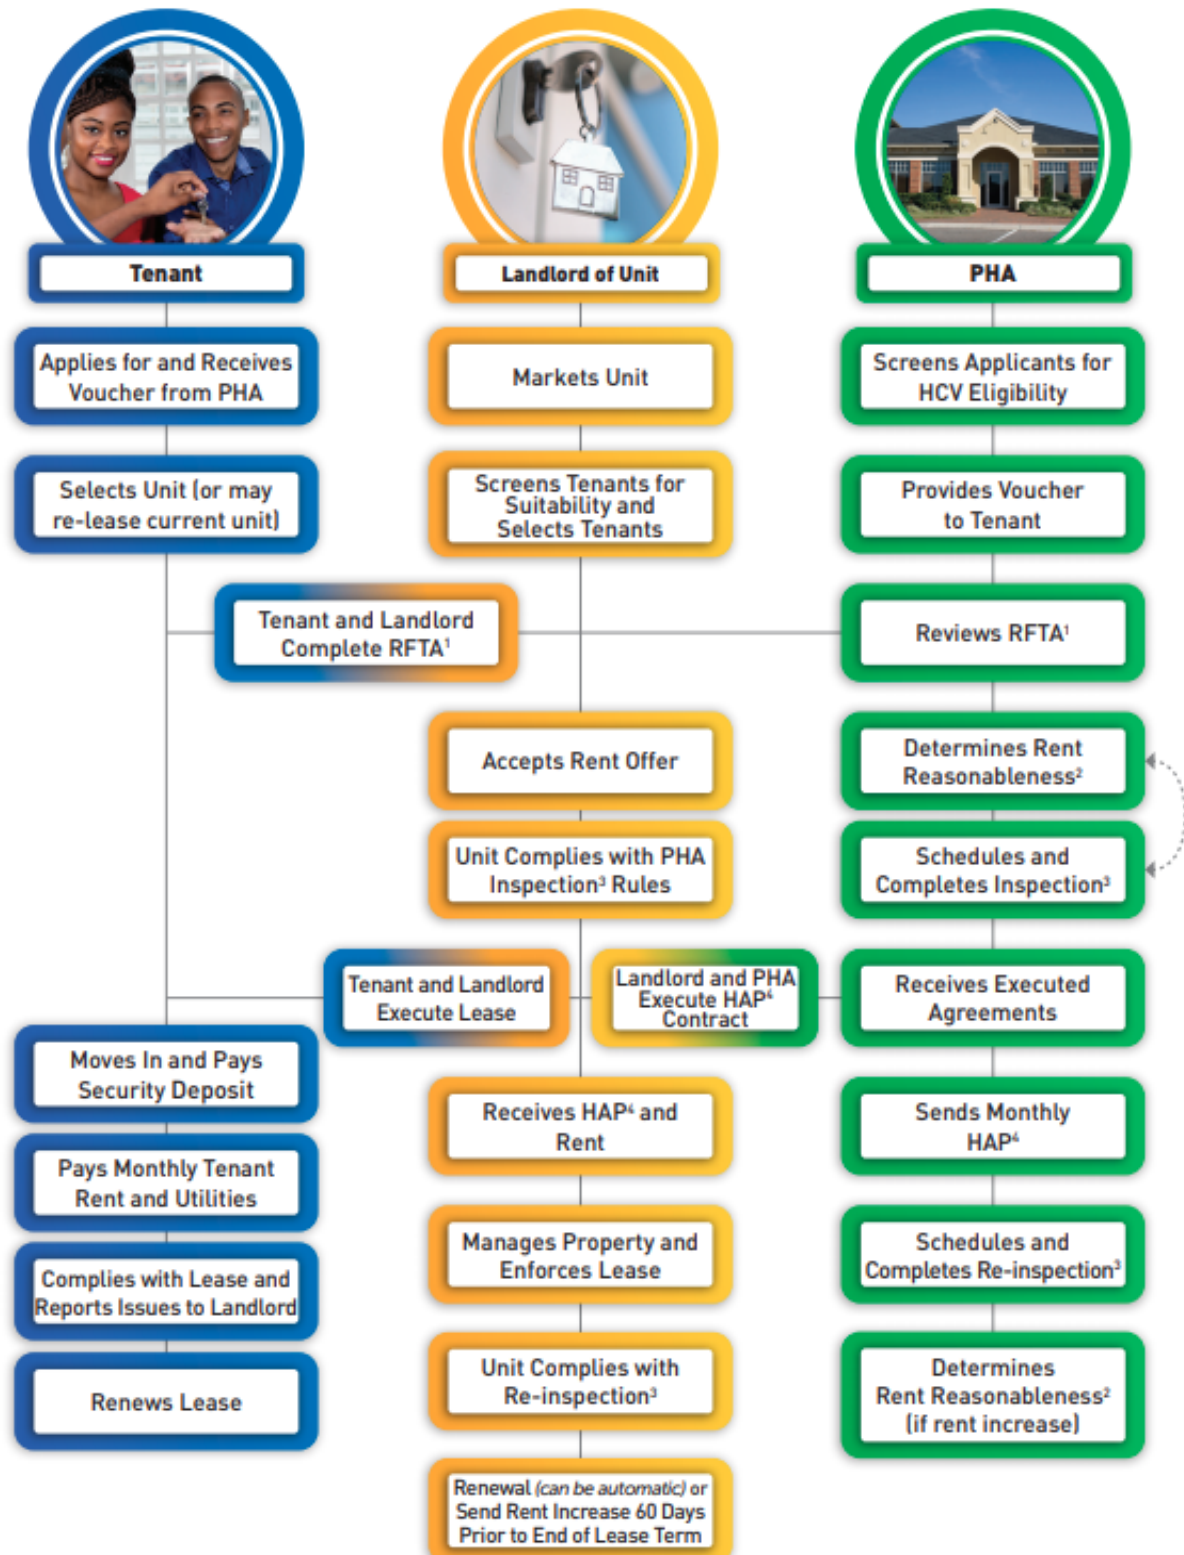 Tenant
Landlord of Unit
PHA
Applies for and Receives
Voucher from PHA
Markets Unit
Screens Applicants for
HCV Eligibility
Selects Unit (or may
re-lease current unit)
Screens Tenants for
Suitability and
Selects Tenants
Provides Voucher
to Tenant
Tenant and Landlord
Complete RFTA¹
Reviews RFTA¹
Accepts Rent Offer
Determines Rent
Reasonableness²
Unit Complies with PHA
Inspection³ Rules
Schedules and
Completes Inspection³
Tenant and Landlord
Execute Lease
Landlord and PHA
Execute HAP⁴
Contract
Receives Executed
Agreements
Moves In and Pays
Security Deposit
Receives HAP⁴ and
Rent
Sends Monthly
HAP⁴
Pays Monthly Tenant
Rent and Utilities
Manages Property and
Enforces Lease
Schedules and
Completes Re-inspection³
Complies with Lease and
Reports Issues to Landlord
Unit Complies with
Re-inspection³
Determines
Rent Reasonableness²
(if rent increase)
Renews Lease
Renewal (can be automatic) or
Send Rent Increase 60 Days
Prior to End of Lease Term